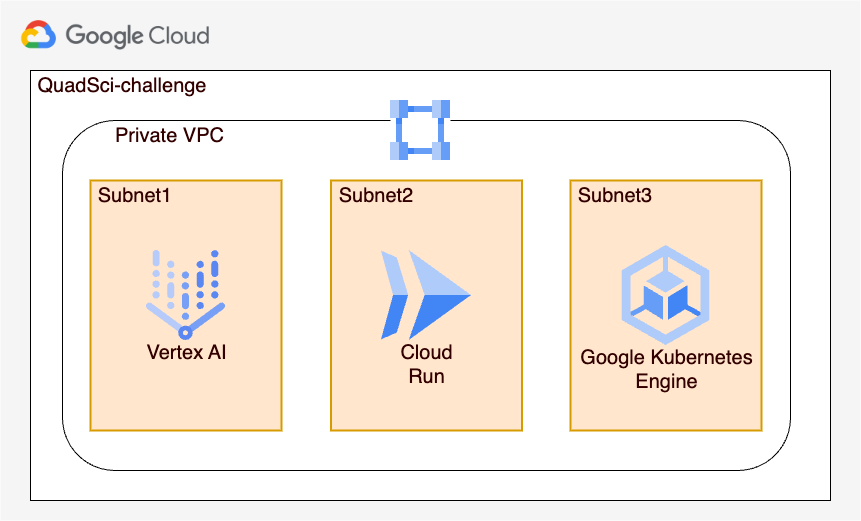 Google Cloud
QuadSci-challenge
Private VPC
Subnet1
Subnet2
Subnet3
Vertex AI
Cloud
Run
Google Kubernetes
Engine